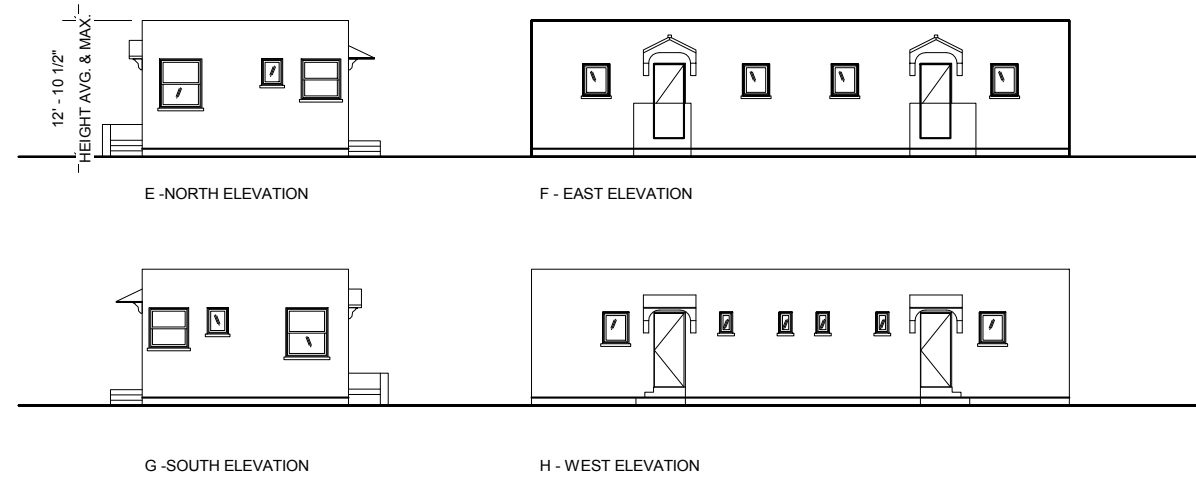 12' - 10 1/2"
HEIGHT AVG. & MAX.
E -NORTH ELEVATION
F - EAST ELEVATION
G -SOUTH ELEVATION
H - WEST ELEVATION